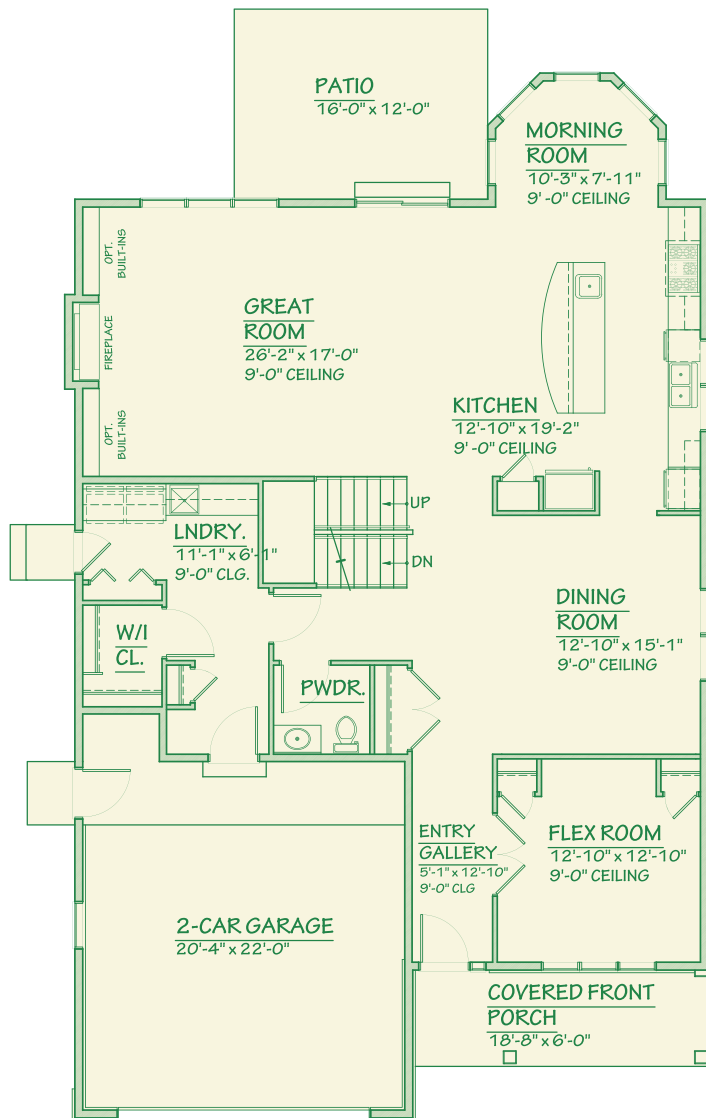 PATIO
16'-0" x 12'-0"
MORNING
ROOM
10'-3" x 7'-11"
9'-0" CEILING
OPT.
BUILT-INS
GREAT
ROOM
26'-2" x 17'-0"
9'-0" CEILING
FIREPLACE
KITCHEN
12'-10" x 19'-2"
9'-0" CEILING
OPT.
BUILT-INS
UP
LNDRY.
11'-1" x 6'-1"
9'-0" CLG.
DN
DINING
ROOM
12'-10" x 15'-1"
9'-0" CEILING
W/I
CL.
PWDR.
ENTRY
GALLERY
5'-1" x 12'-10"
9'-0" CLG
FLEX ROOM
12'-10" x 12'-10"
9'-0" CEILING
2-CAR GARAGE
20'-4" x 22'-0"
COVERED FRONT
PORCH
18'-8" x 6'-0"